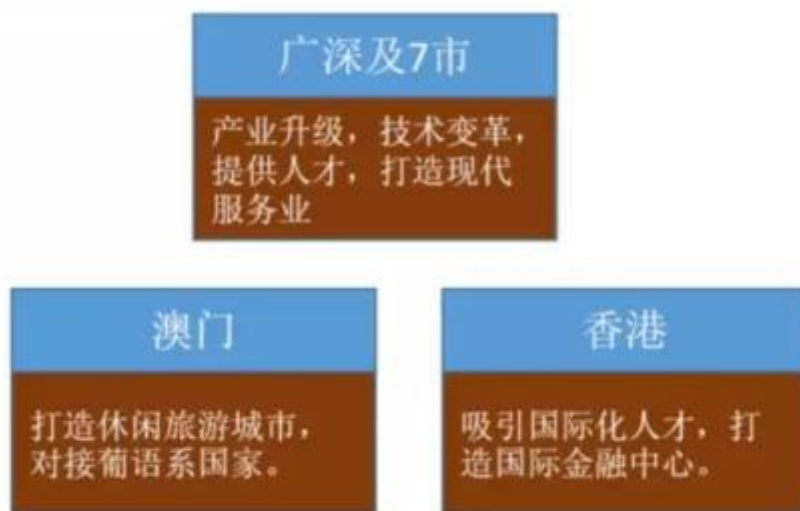 广深及7市
产业升级，技术变革，
提供人才，打造现代
服务业
澳门
打造休闲旅游城市，
对接葡语系国家。
香港
吸引国际化人才，打
造国际金融中心。